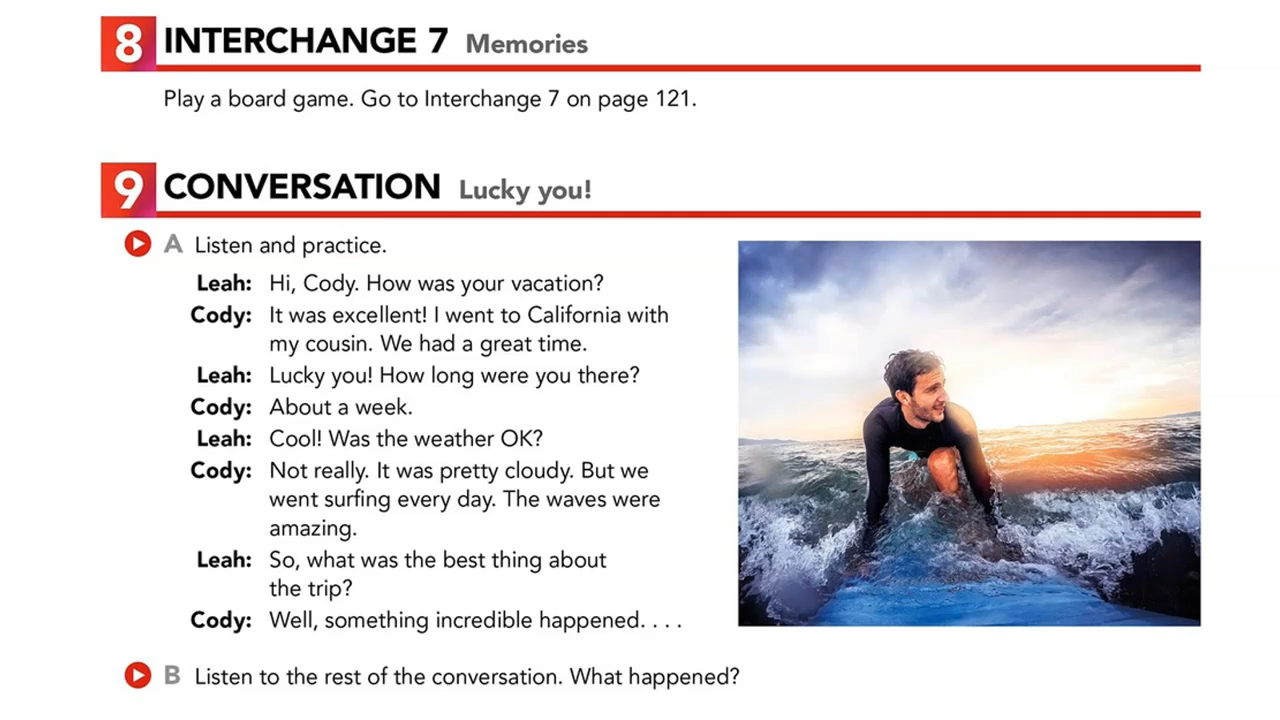 8 INTERCHANGE 7 Memories
Play a board game. Go to Interchange 7 on page 121.
9 CONVERSATION Lucky you!
A Listen and practice.
Leah: Hi, Cody. How was your vacation?
Cody: It was excellent! I went to California with
my cousin. We had a great time.
Leah: Lucky you! How long were you there?
Cody: About a week.
Leah: Cool! Was the weather OK?
Cody: Not really. It was pretty cloudy. But we
went surfing every day. The waves were
amazing.
Leah: So, what was the best thing about
the trip?
Cody: Well, something incredible happened. . . .
B Listen to the rest of the conversation. What happened?